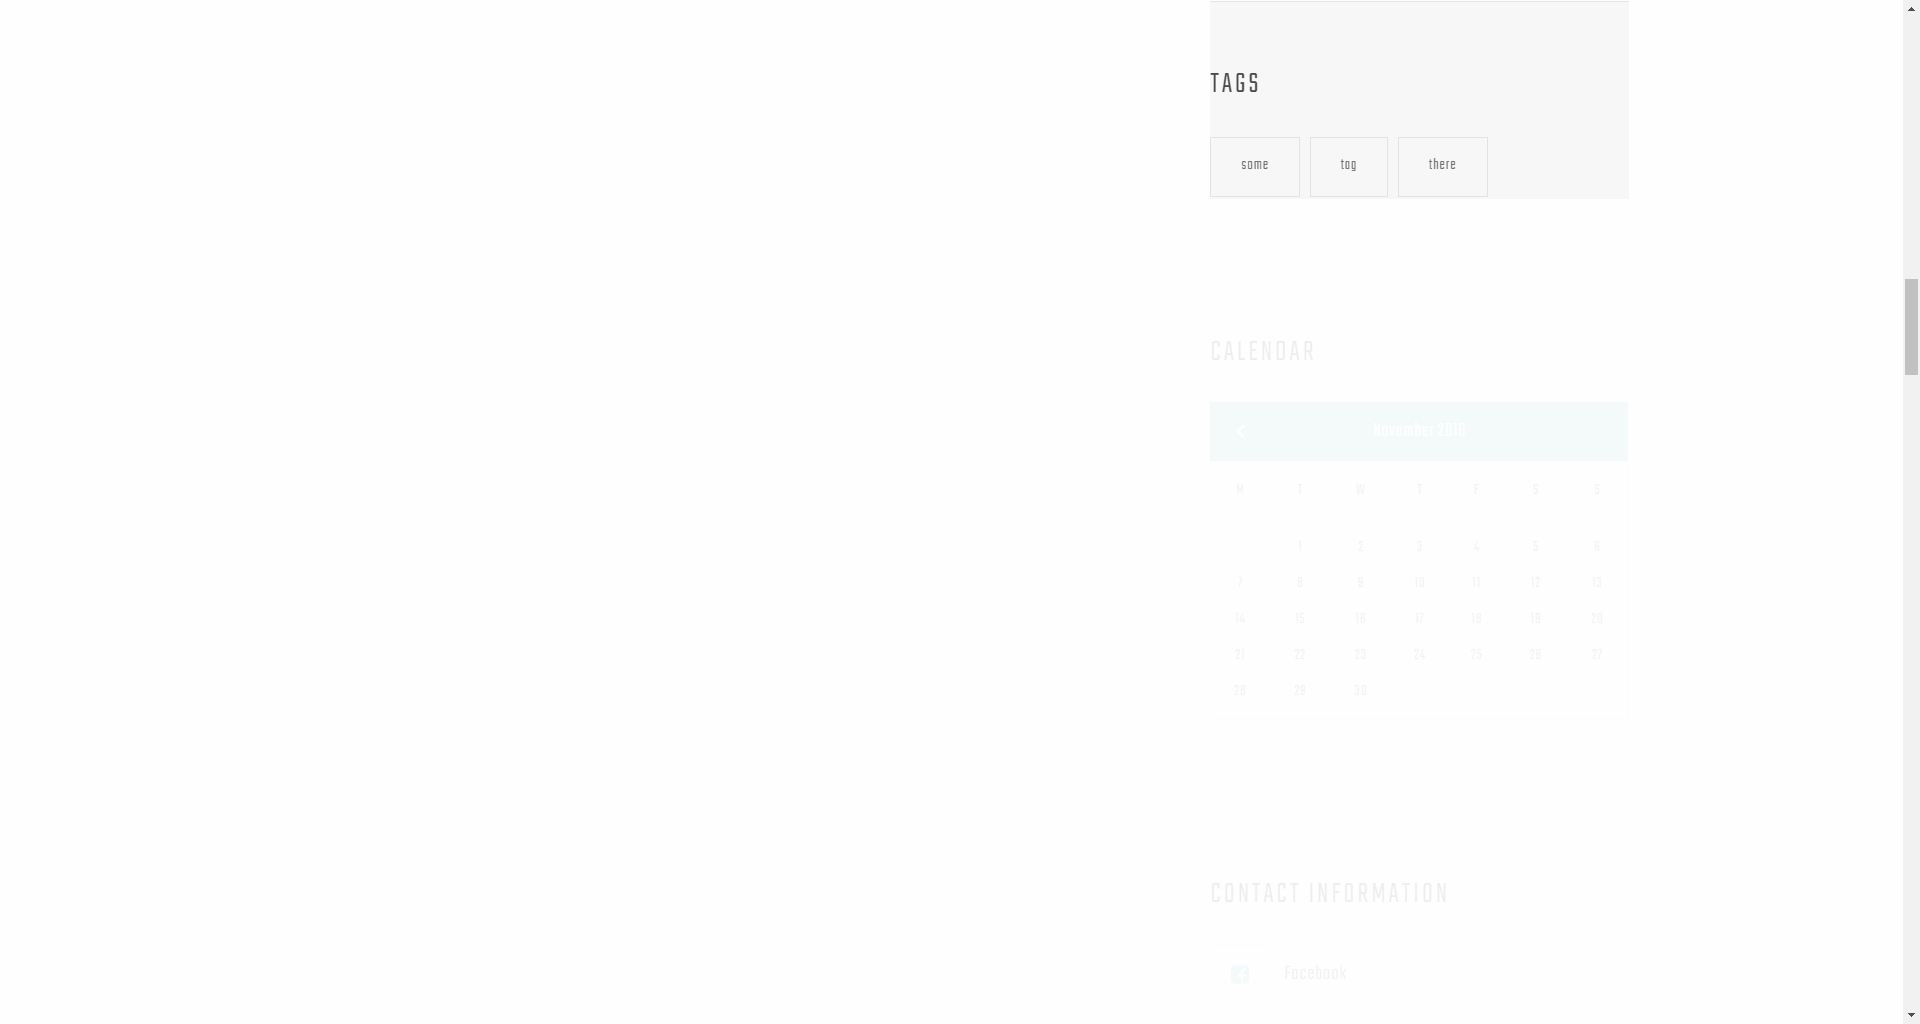 TAGS
some tag there
CALENDAR
November 2016
M T W T F S S
1 2 3 4 5 6
7 8 9 10 11 12 13
14 15 16 17 18 19 20
21 22 23 24 25 26 27
28 29 30
CONTACT INFORMATION
Facebook